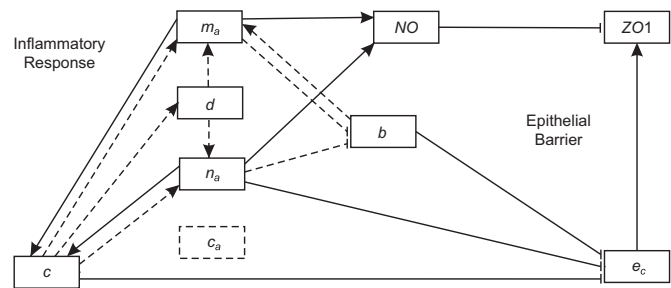 m_a
NO
ZO1
Inflammatory
Response
d
b
Epithelial
Barrier
n_a
c_a
c
e_c